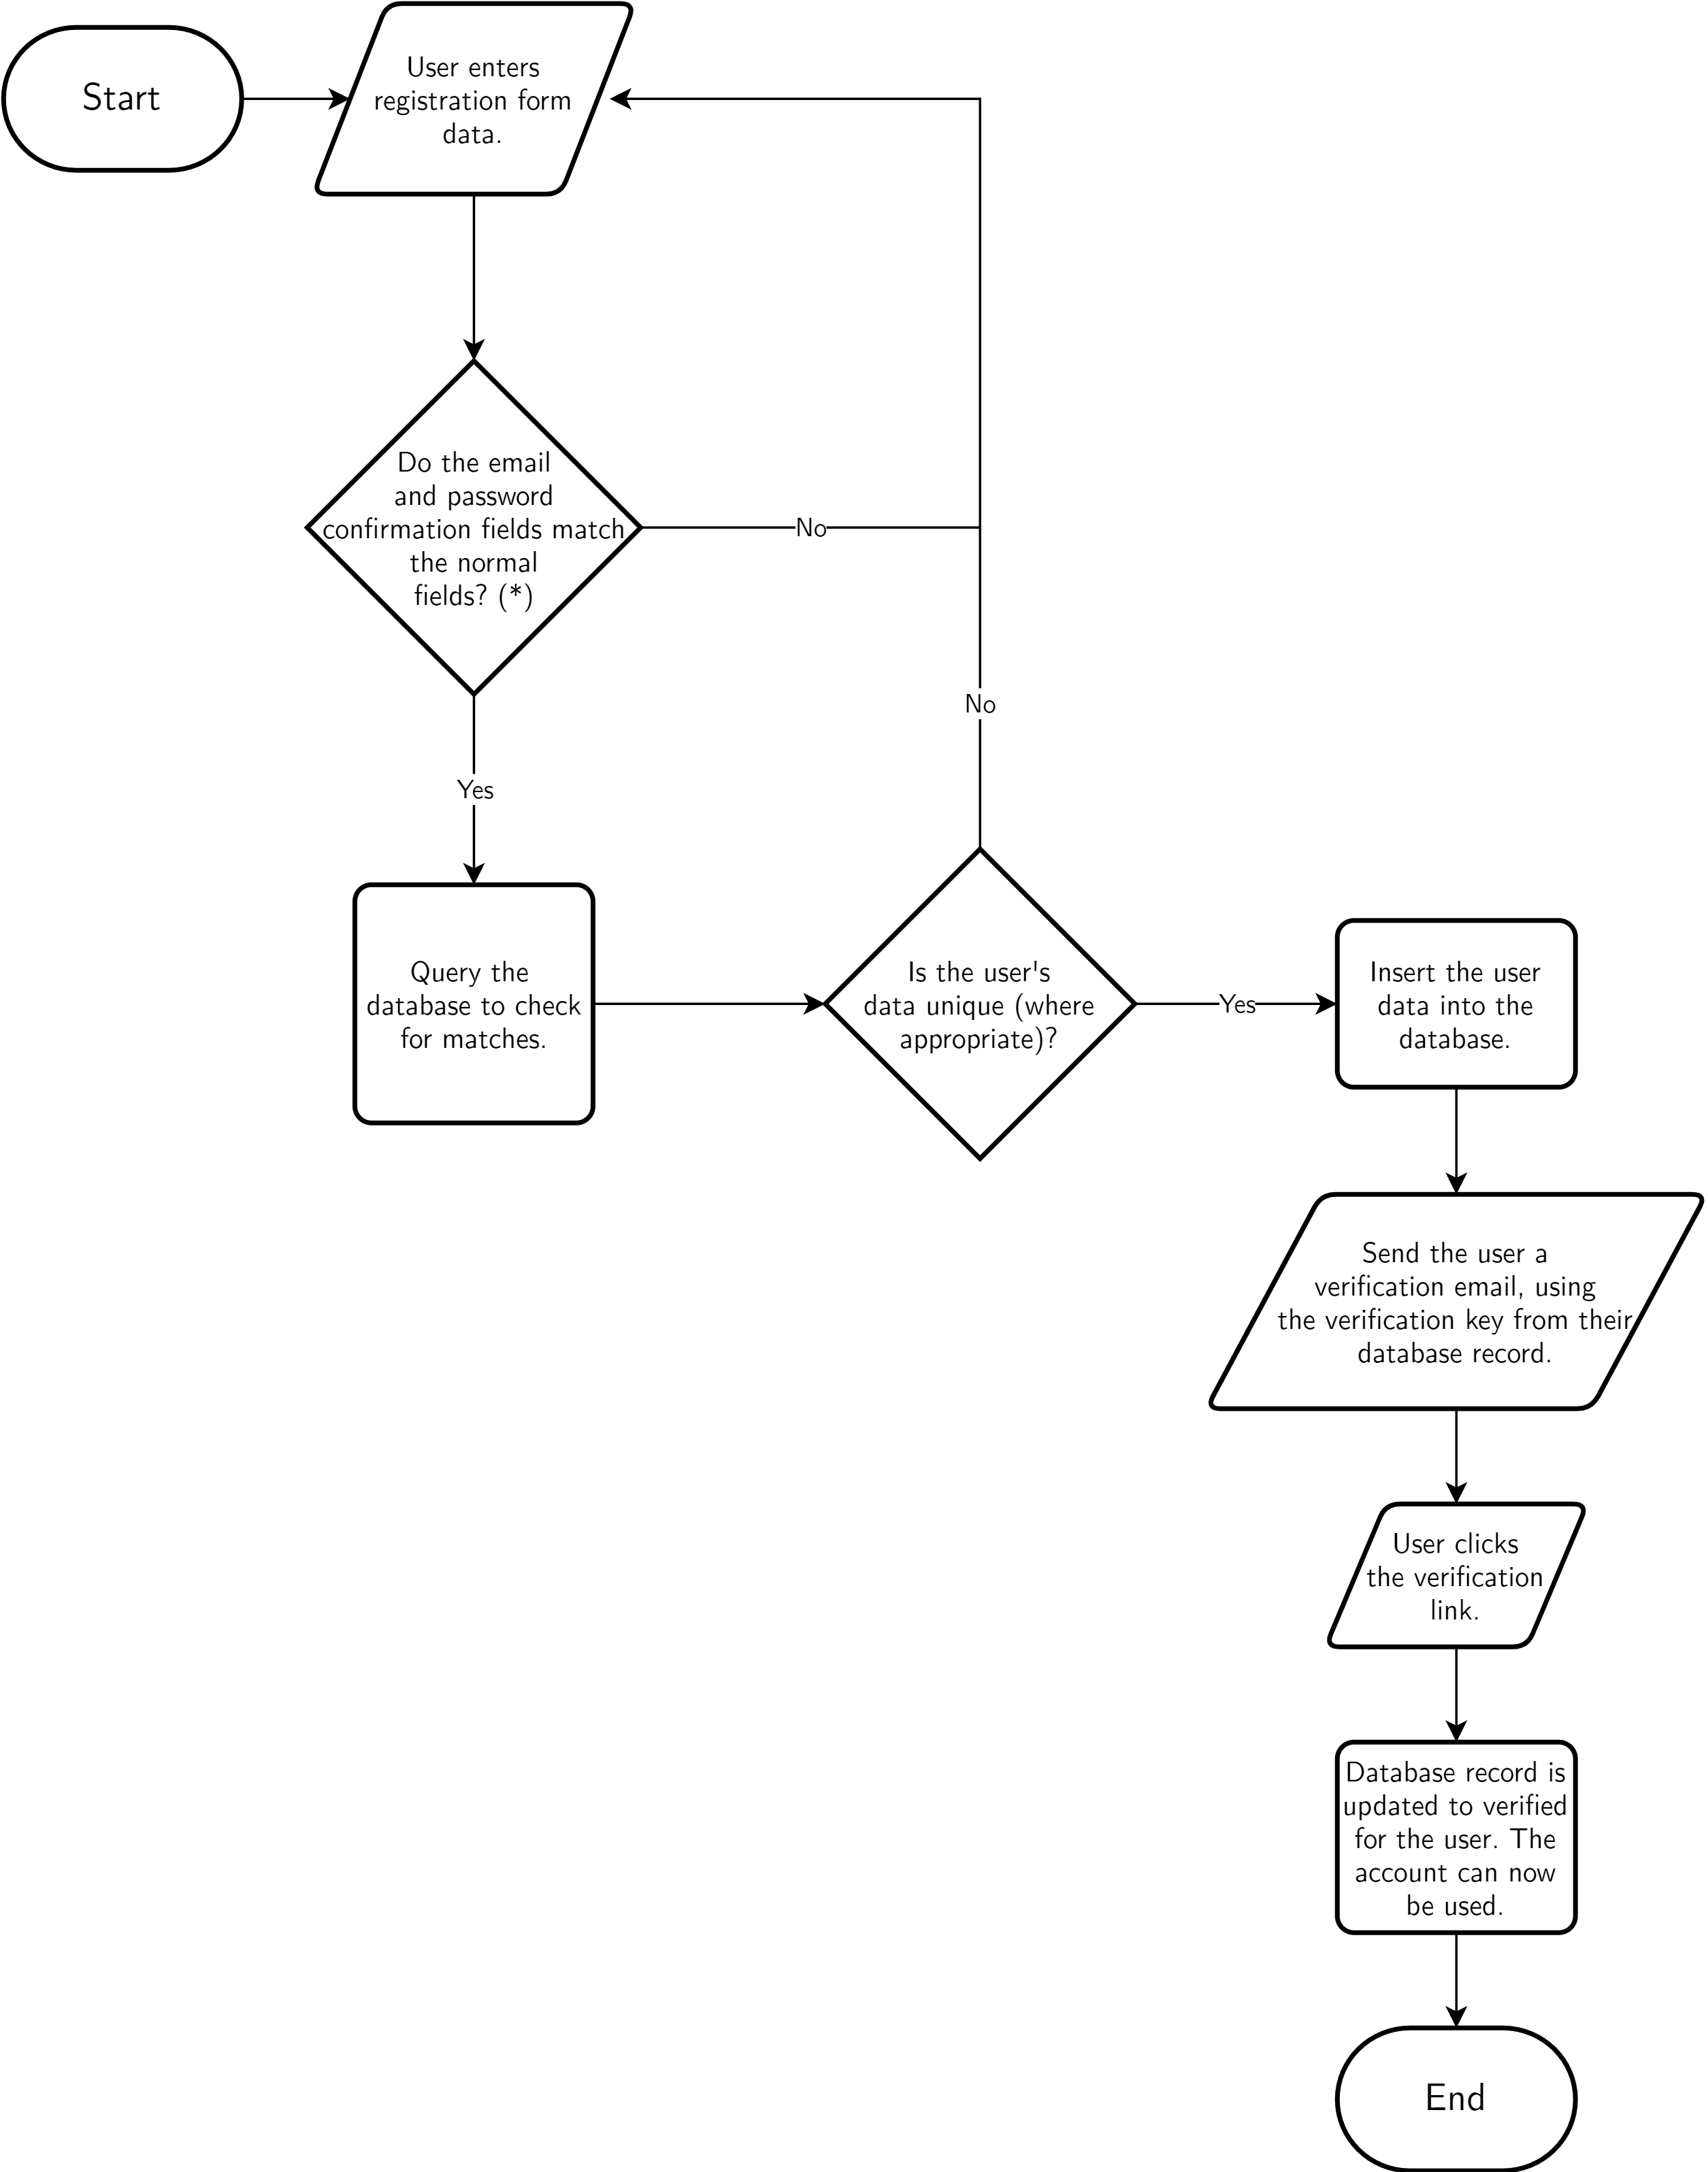 Start
User enters
registration form
data.
Do the email
and password
confirmation fields match
the normal
fields? (*)
No
No
Yes
Query the
database to check
for matches.
Is the user's
data unique (where
appropriate)?
Yes
Insert the user
data into the
database.
Send the user a
verification email, using
the verification key from their
database record.
User clicks
the verification
link.
Database record is
updated to verified
for the user. The
account can now
be used.
End